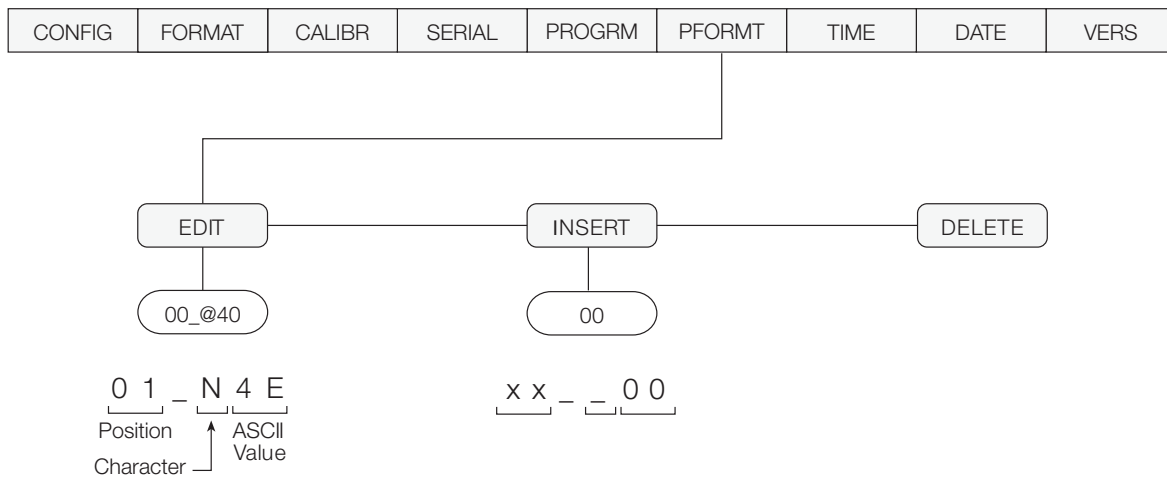 CONFIG FORMAT CALIBR SERIAL PROGRM PFORMT TIME DATE VERS
EDIT INSERT DELETE
00_@40 00
0 1 _ N 4 E x x _ _ 0 0
Position ASCII
Value
Character